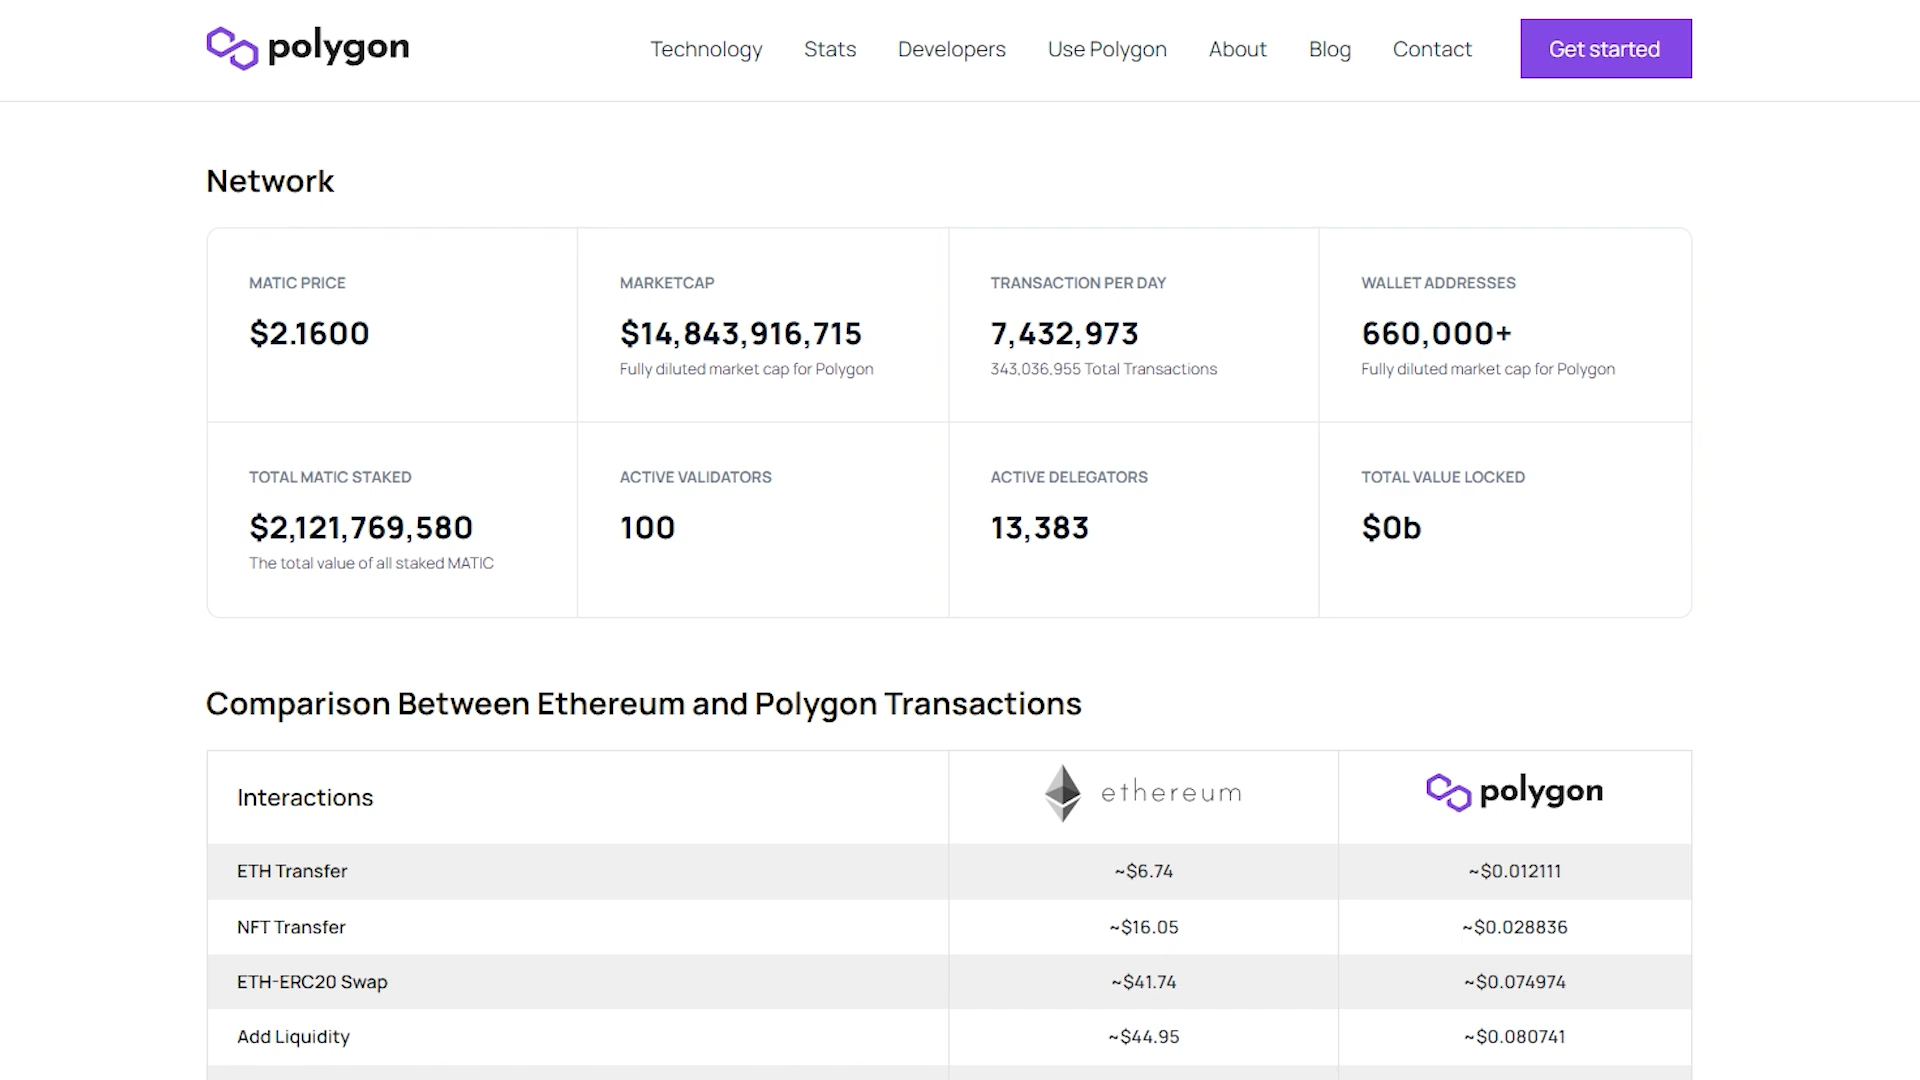 polygon
Technology Stats Developers Use Polygon About Blog Contact Get started
Network
MATIC PRICE MARKETCAP TRANSACTION PER DAY WALLET ADDRESSES
$2.1600 $14,843,916,715 7,432,973 660,000+
Fully diluted market cap for Polygon 343,036,955 Total Transactions Fully diluted market cap for Polygon
TOTAL MATIC STAKED ACTIVE VALIDATORS ACTIVE DELEGATORS TOTAL VALUE LOCKED
$2,121,769,580 100 13,383 $0b
The total value of all staked MATIC
Comparison Between Ethereum and Polygon Transactions
Interactions ethereum polygon
ETH Transfer ~$6.74 ~$0.012111
NFT Transfer ~$16.05 ~$0.028836
ETH-ERC20 Swap ~$41.74 ~$0.074974
Add Liquidity ~$44.95 ~$0.080741